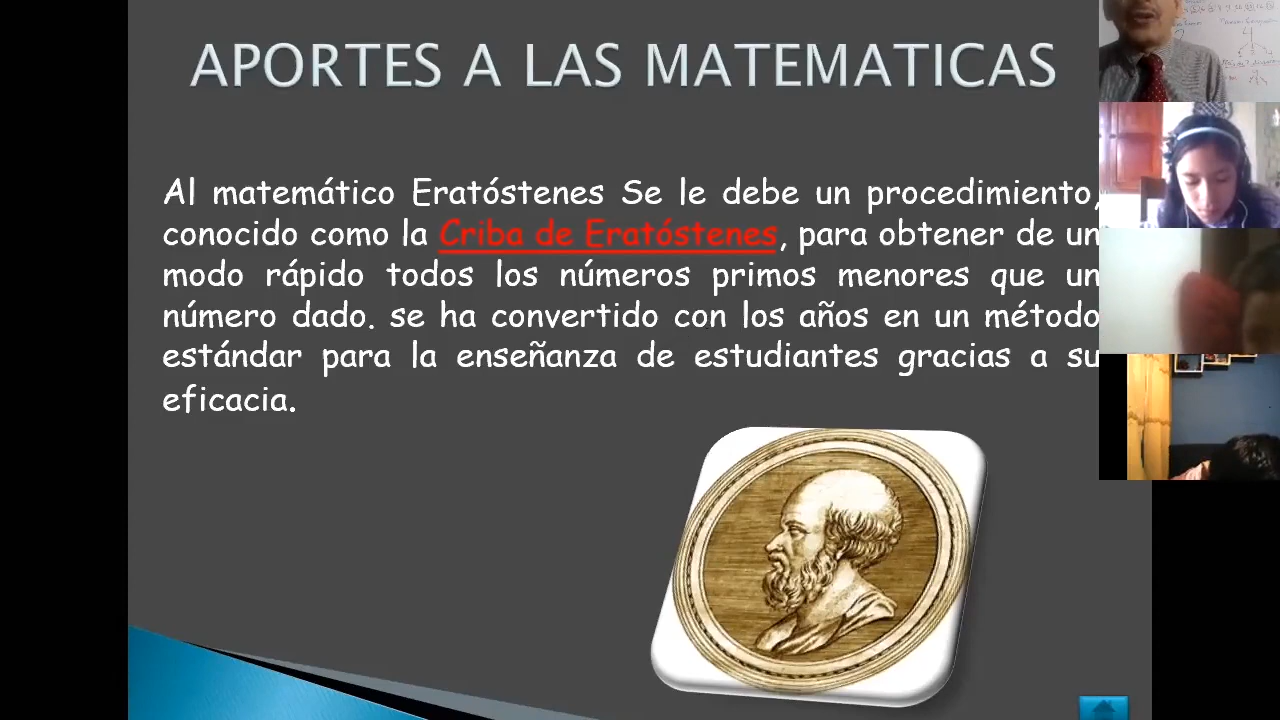 APORTES A LAS MATEMATICAS
Al matemático Eratóstenes Se le debe un procedimiento,
conocido como la Criba de Eratóstenes, para obtener de un
modo rápido todos los números primos menores que un
número dado. se ha convertido con los años en un método
estándar para la enseñanza de estudiantes gracias a su
eficacia.